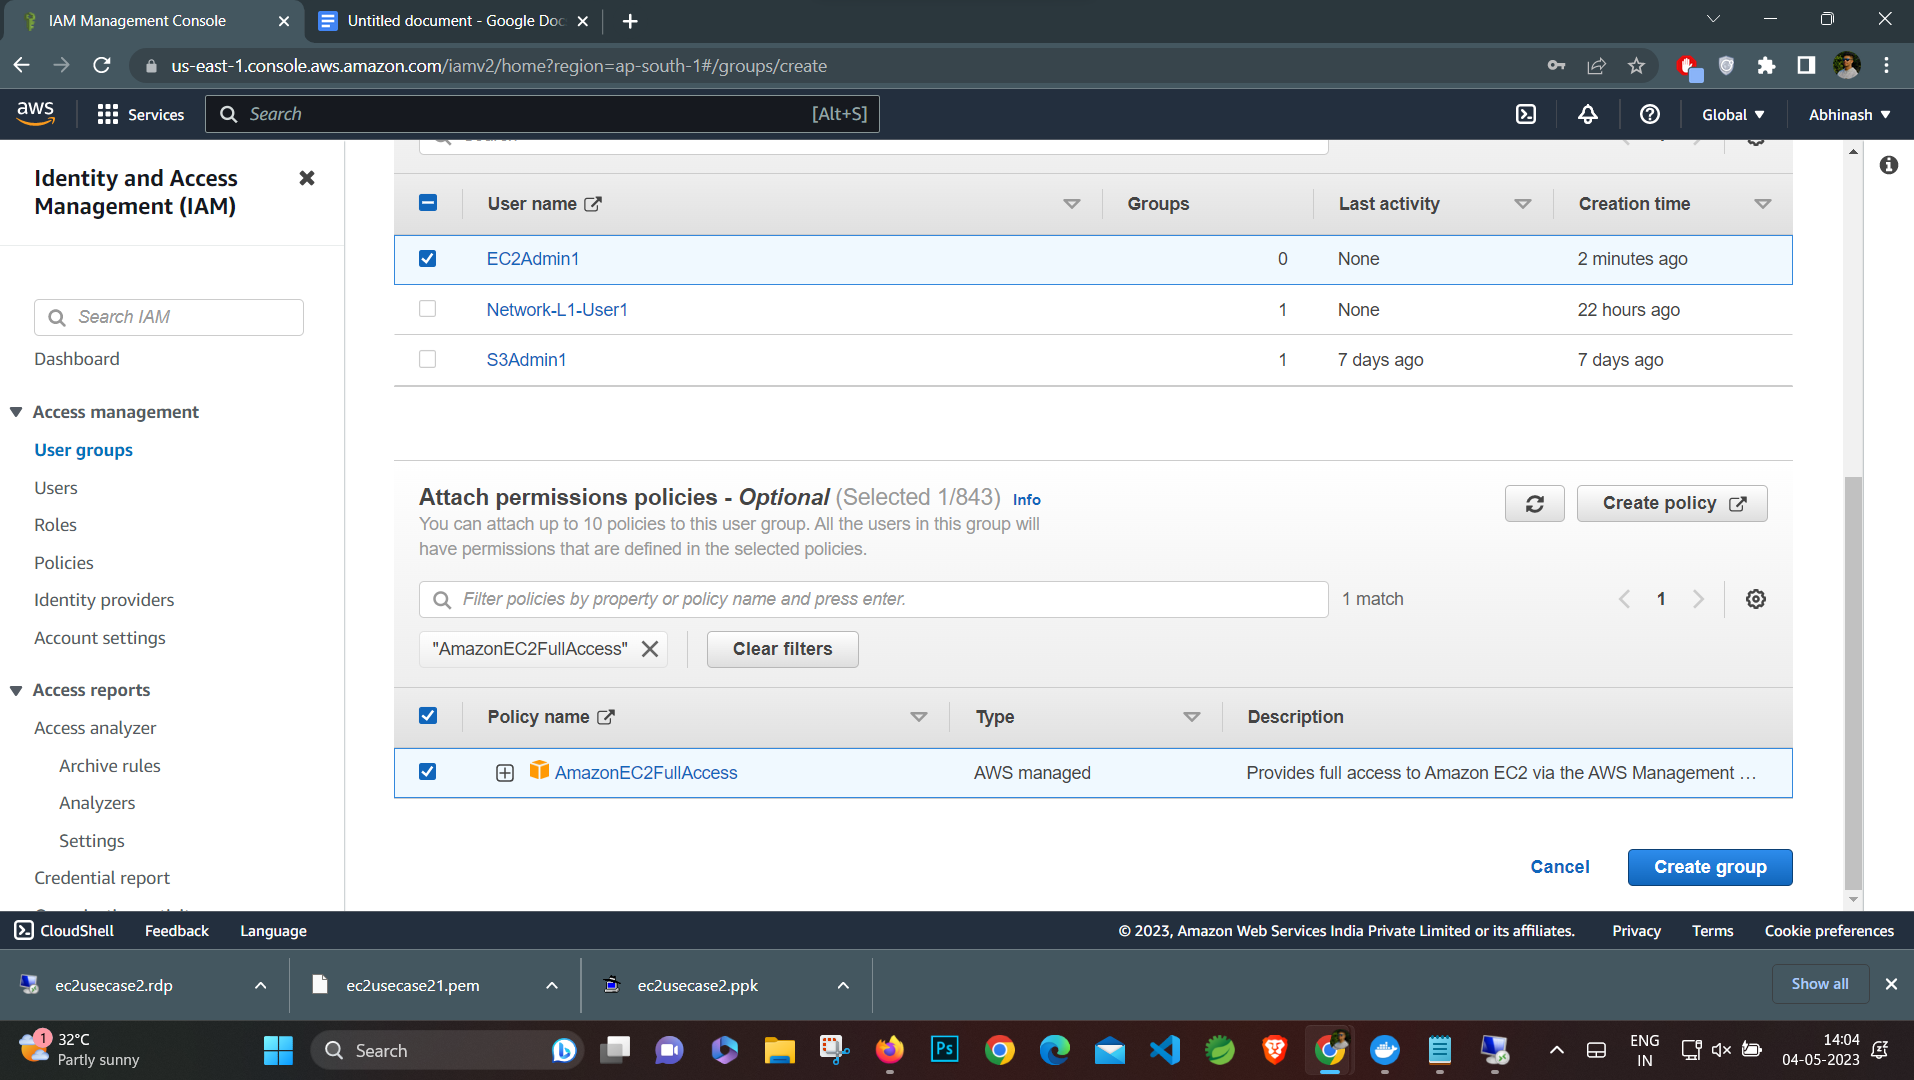 IAM Management Console
Untitled document - Google Doc
us-east-1.console.aws.amazon.com/iamv2/home?region=ap-south-1#/groups/create
aws
Services
Search
[Alt+S]
Global
Abhinash
Identity and Access
Management (IAM)
Search IAM
Dashboard
Access management
User groups
Users
Roles
Policies
Identity providers
Account settings
Access reports
Access analyzer
Archive rules
Analyzers
Settings
Credential report
User name
Groups
Last activity
Creation time
EC2Admin1
0
None
2 minutes ago
Network-L1-User1
1
None
22 hours ago
S3Admin1
1
7 days ago
7 days ago
Attach permissions policies - Optional (Selected 1/843) Info
You can attach up to 10 policies to this user group. All the users in this group will
have permissions that are defined in the selected policies.
Create policy
Filter policies by property or policy name and press enter.
1 match
1
"AmazonEC2FullAccess"
Clear filters
Policy name
Type
Description
AmazonEC2FullAccess
AWS managed
Provides full access to Amazon EC2 via the AWS Management ...
Cancel
Create group
CloudShell
Feedback
Language
© 2023, Amazon Web Services India Private Limited or its affiliates.
Privacy
Terms
Cookie preferences
ec2usecase2.rdp
ec2usecase21.pem
ec2usecase2.ppk
Show all
1
32°C
Partly sunny
Search
Ps
ENG
IN
14:04
04-05-2023